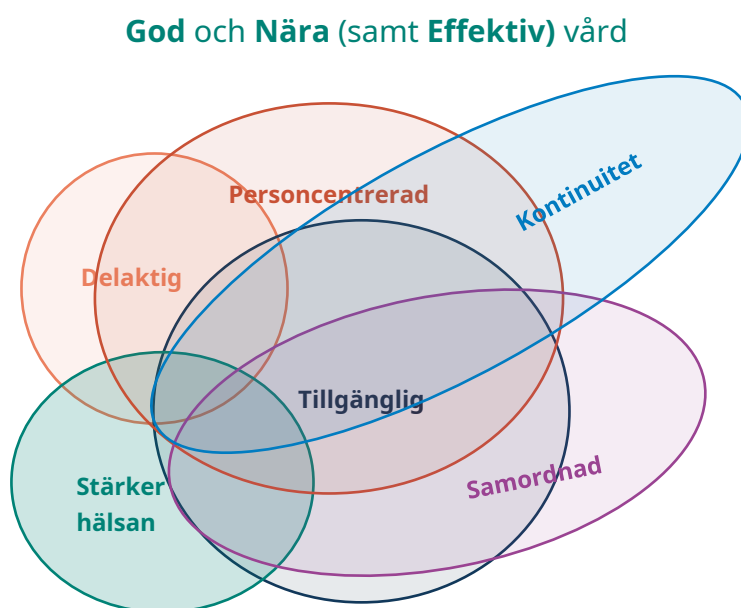 God och Nära (samt Effektiv) vård
Personcentrerad
Kontinuitet
Delaktig
Tillgänglig
Samordnad
Stärker
hälsan